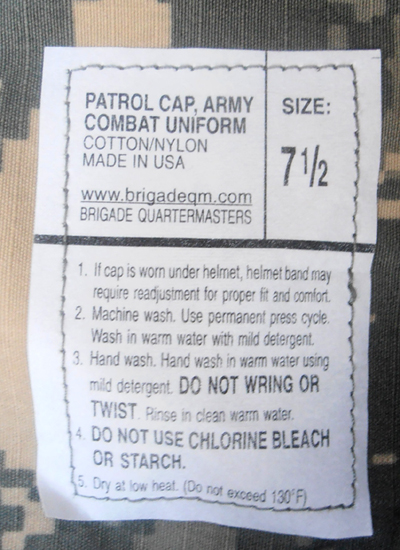 PATROL CAP, ARMY
COMBAT UNIFORM
COTTON/NYLON
MADE IN USA
www.brigadeqm.com
BRIGADE QUARTERMASTERS
SIZE:
7 1/2
1. If cap is worn under helmet, helmet band may
require readjustment for proper fit and comfort.
2. Machine wash. Use permanent press cycle.
Wash in warm water with mild detergent.
3. Hand wash. Hand wash in warm water using
mild detergent. DO NOT WRING OR
TWIST. Rinse in clean warm water.
4. DO NOT USE CHLORINE BLEACH
OR STARCH.
5. Dry at low heat. (Do not exceed 130°F)